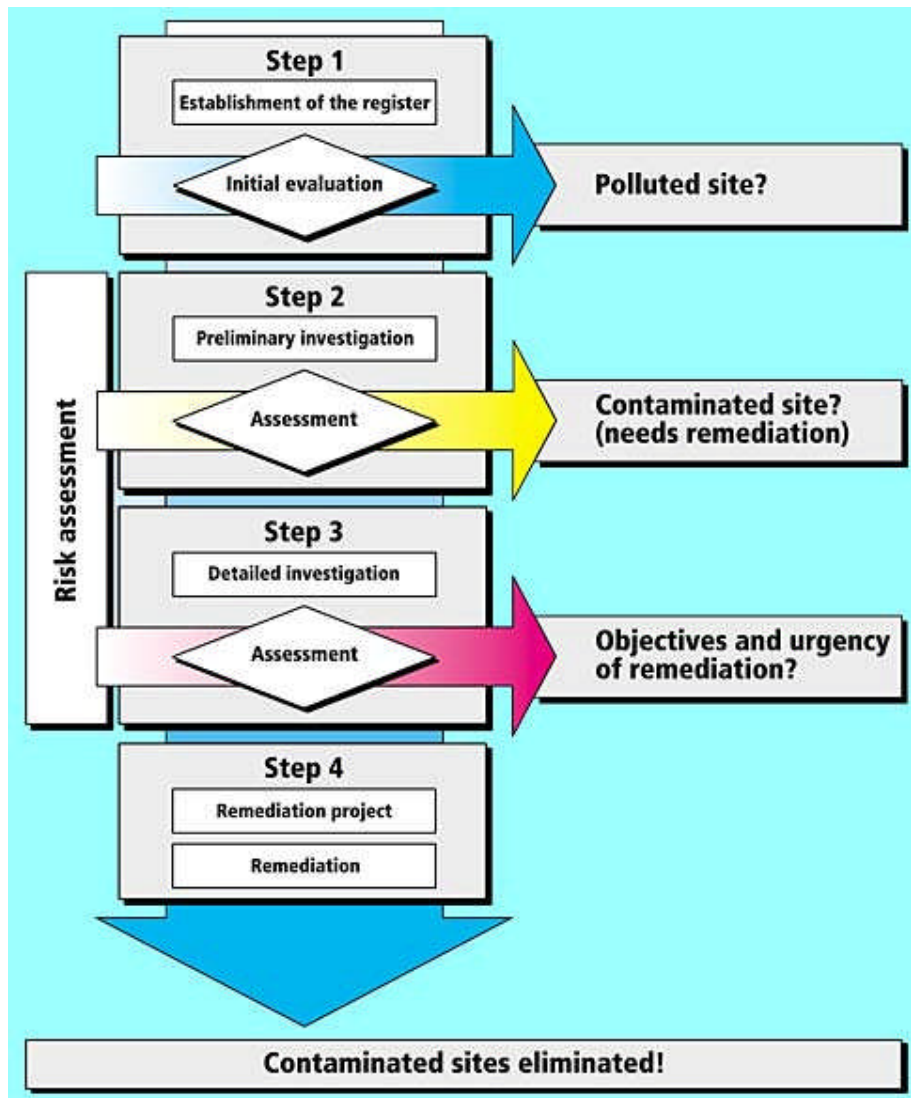 Step 1
Establishment of the register
Initial evaluation
Polluted site?
Risk assessment
Step 2
Preliminary investigation
Assessment
Contaminated site?
(needs remediation)
Step 3
Detailed investigation
Assessment
Objectives and urgency
of remediation?
Step 4
Remediation project
Remediation
Contaminated sites eliminated!